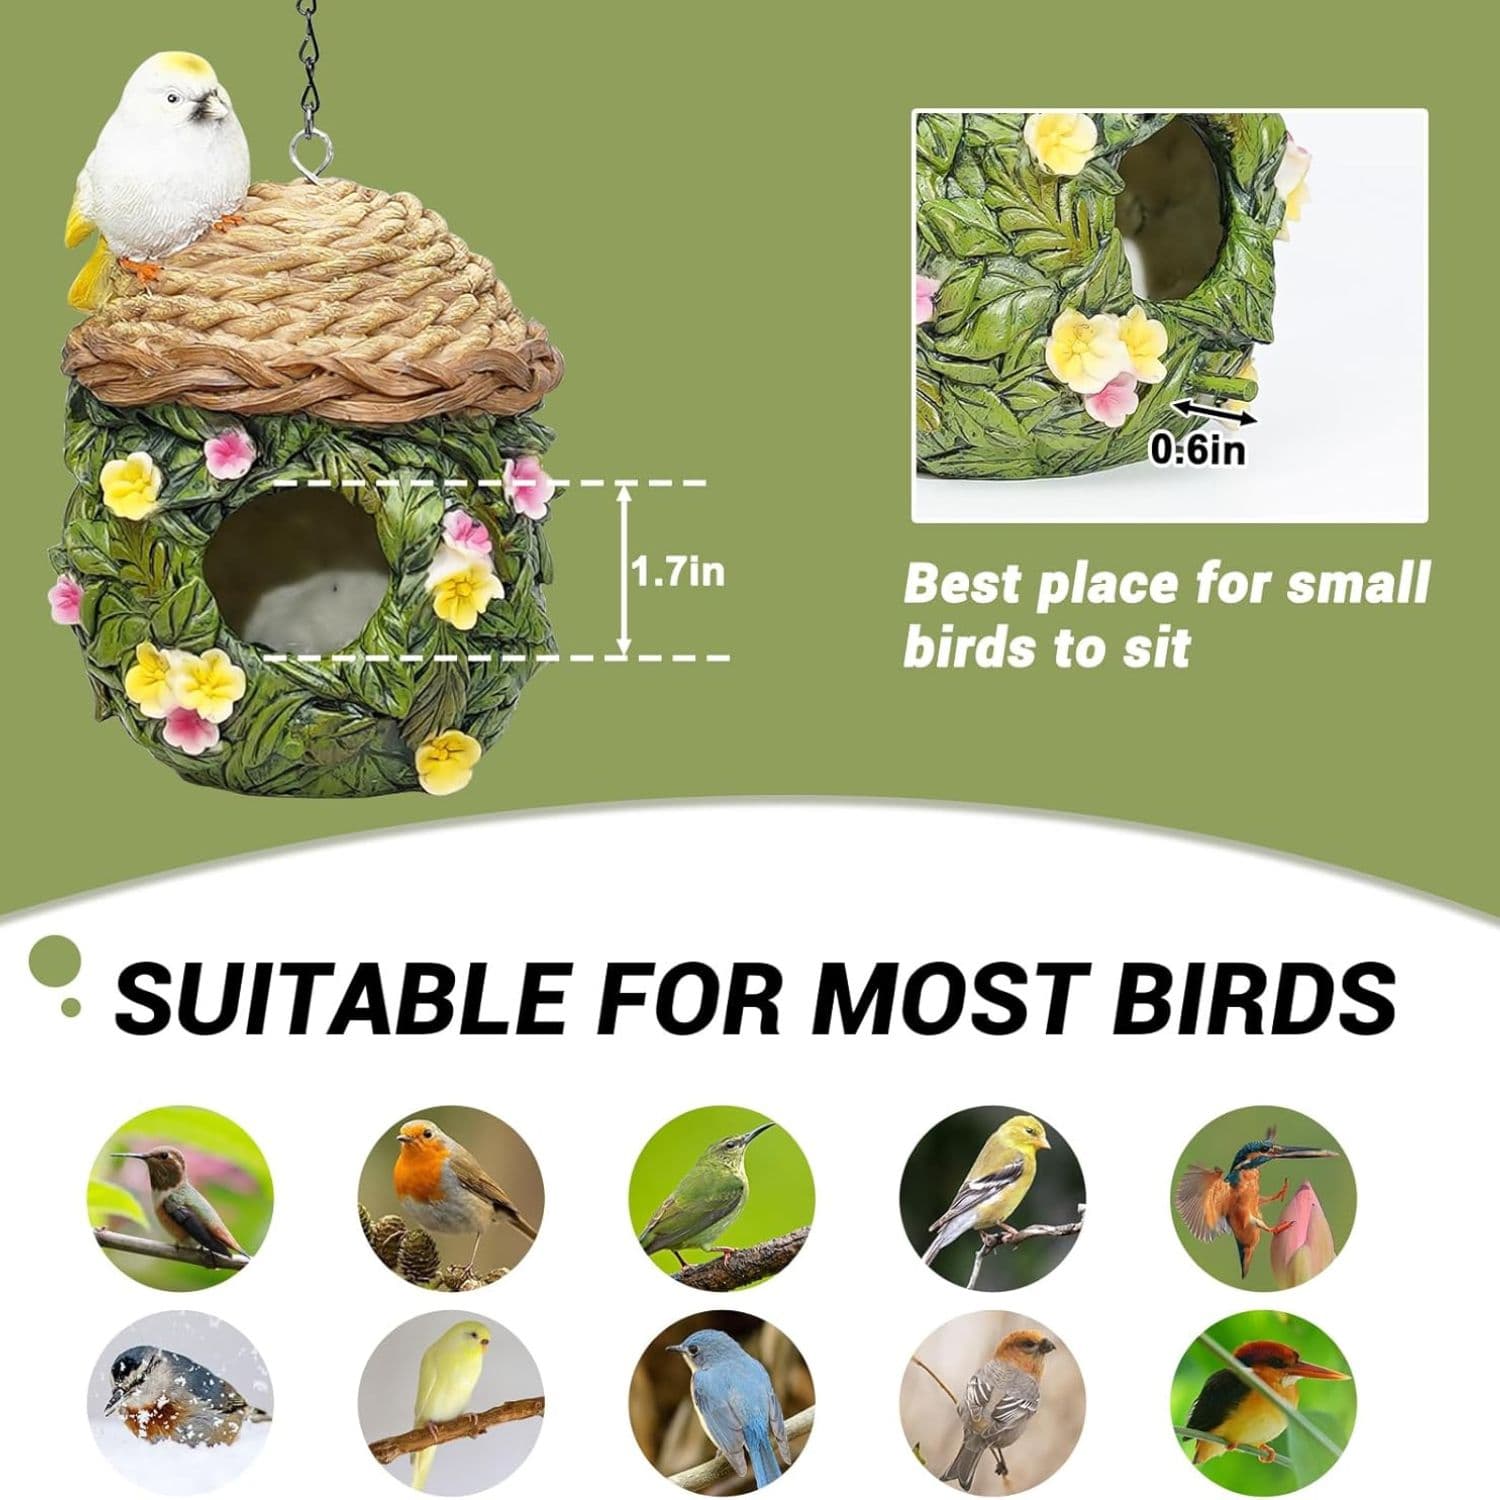 1.7in
0.6in
Best place for small
birds to sit
SUITABLE FOR MOST BIRDS